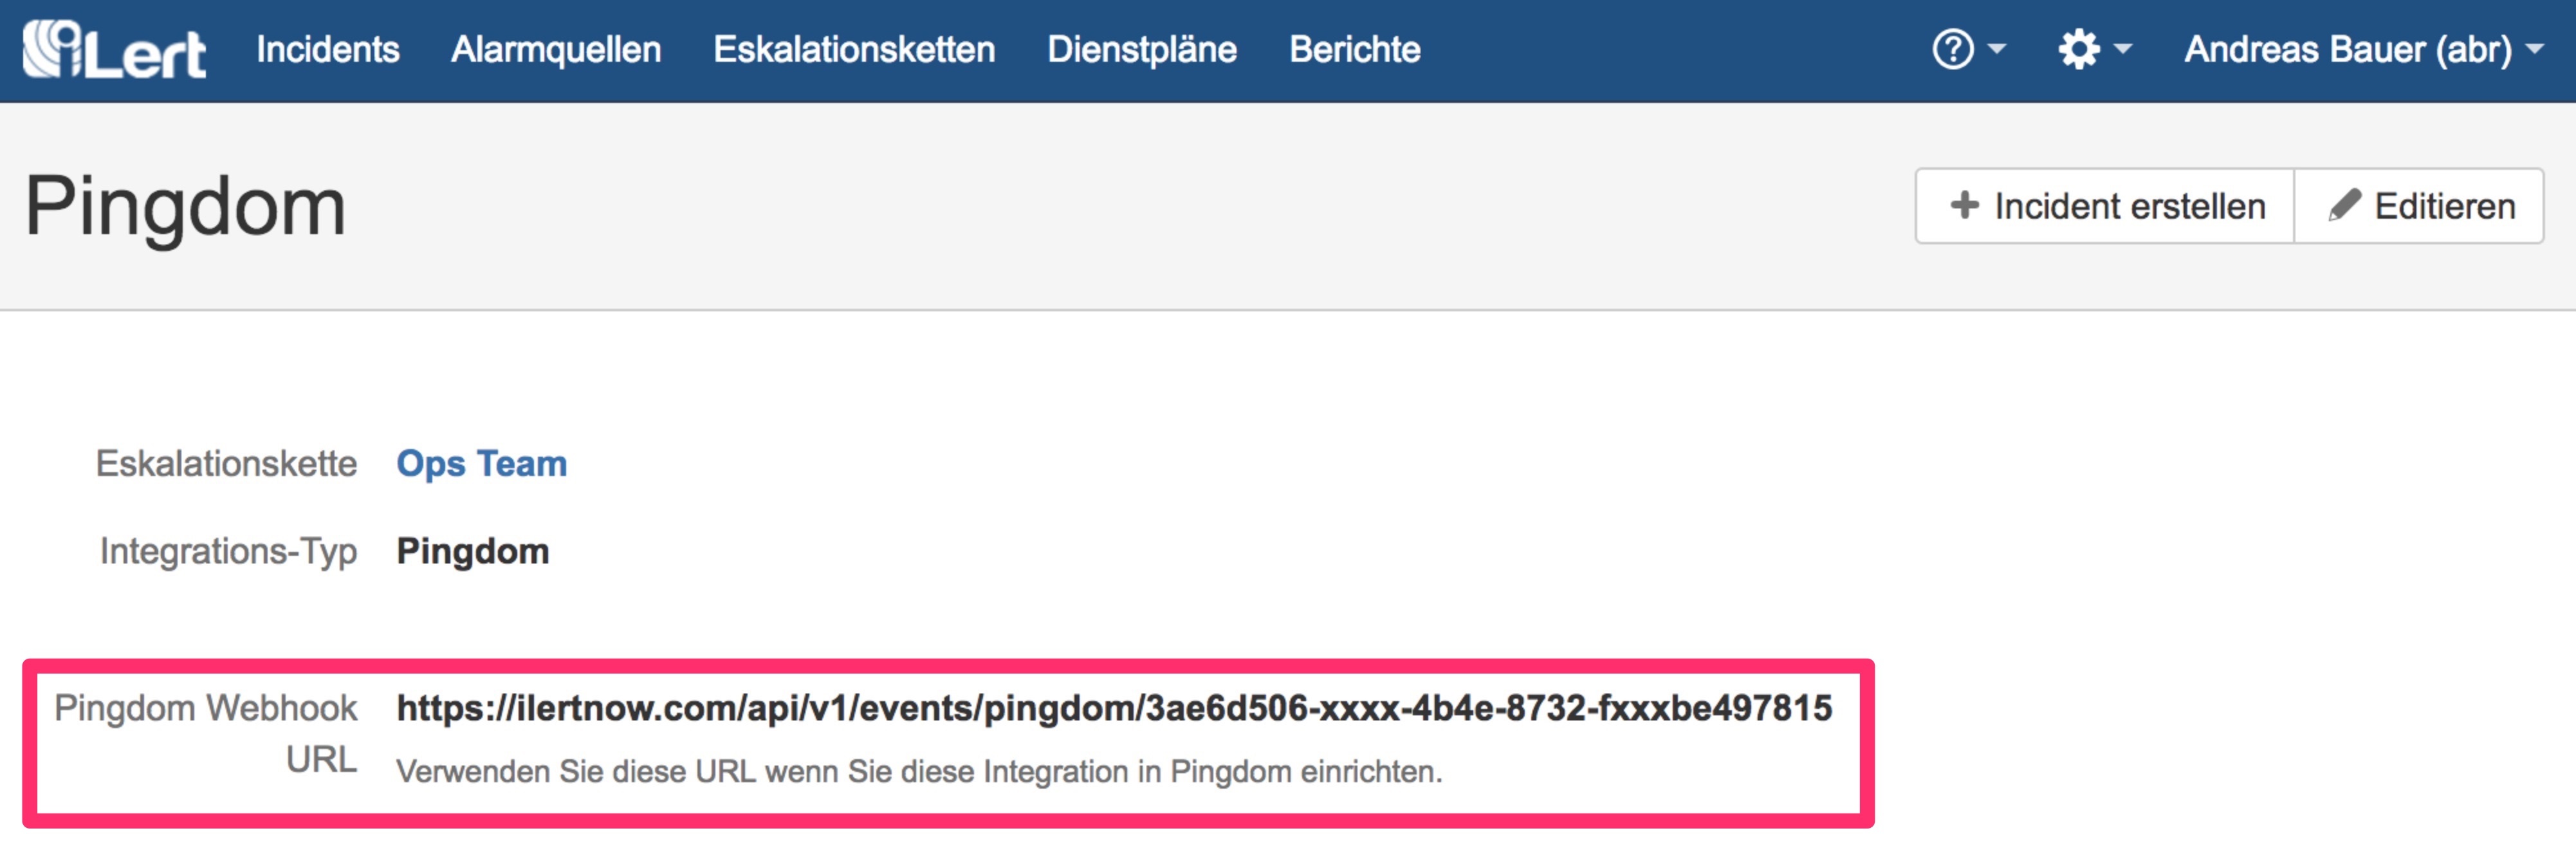 iLert Incidents Alarmquellen Eskalationsketten Dienstpläne Berichte ? Andreas Bauer (abr)
Pingdom + Incident erstellen Editieren
Eskalationskette Ops Team
Integrations-Typ Pingdom
Pingdom Webhook https://ilertnow.com/api/v1/events/pingdom/3ae6d506-xxxx-4b4e-8732-fxxxbe497815
URL Verwenden Sie diese URL wenn Sie diese Integration in Pingdom einrichten.